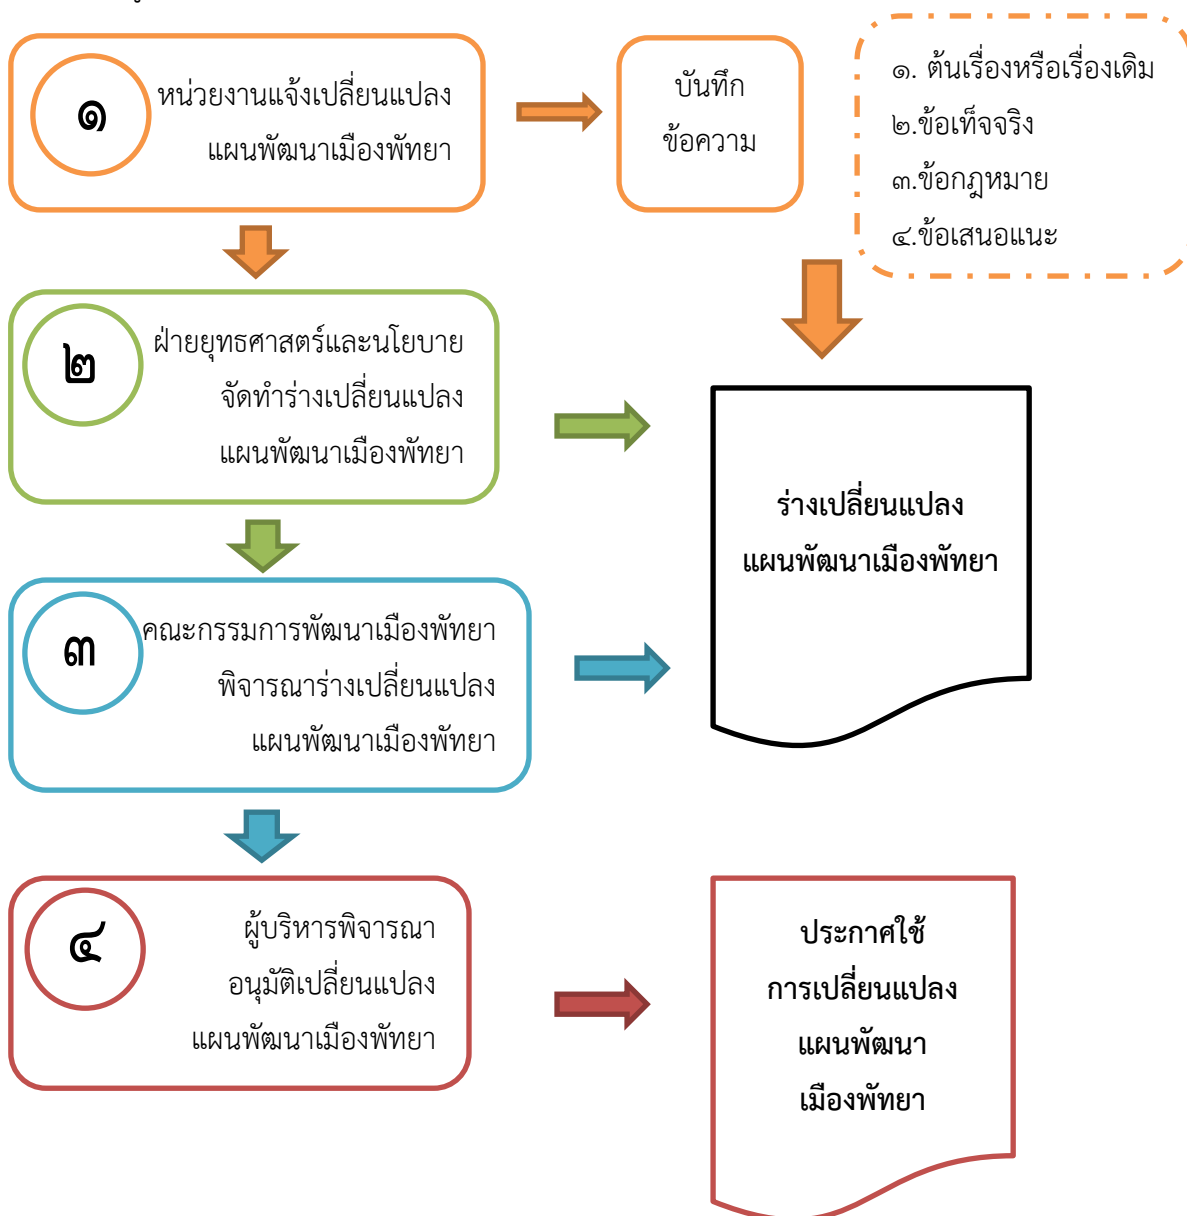 ๑
หน่วยงานแจ้งเปลี่ยนแปลง
แผนพัฒนาเมืองพัทยา
บันทึก
ข้อความ
๑. ต้นเรื่องหรือเรื่องเดิม
๒.ข้อเท็จจริง
๓.ข้อกฎหมาย
๔.ข้อเสนอแนะ
๒
ฝ่ายยุทธศาสตร์และนโยบาย
จัดทำร่างเปลี่ยนแปลง
แผนพัฒนาเมืองพัทยา
ร่างเปลี่ยนแปลง
แผนพัฒนาเมืองพัทยา
๓
คณะกรรมการพัฒนาเมืองพัทยา
พิจารณาร่างเปลี่ยนแปลง
แผนพัฒนาเมืองพัทยา
๔
ผู้บริหารพิจารณา
อนุมัติเปลี่ยนแปลง
แผนพัฒนาเมืองพัทยา
ประกาศใช้
การเปลี่ยนแปลง
แผนพัฒนา
เมืองพัทยา